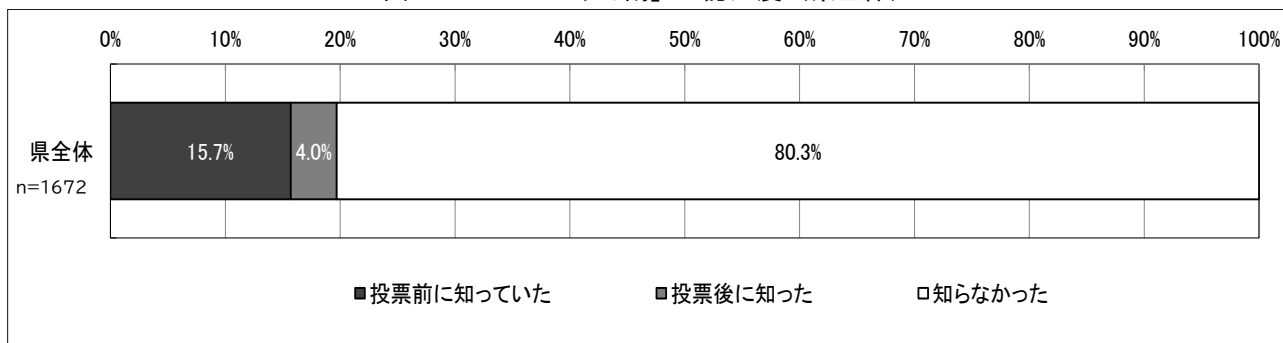 0% 10% 20% 30% 40% 50% 60% 70% 80% 90% 100%
県全体
n=1672
15.7% 4.0% 80.3%
■投票前に知っていた ■投票後に知った □知らなかった